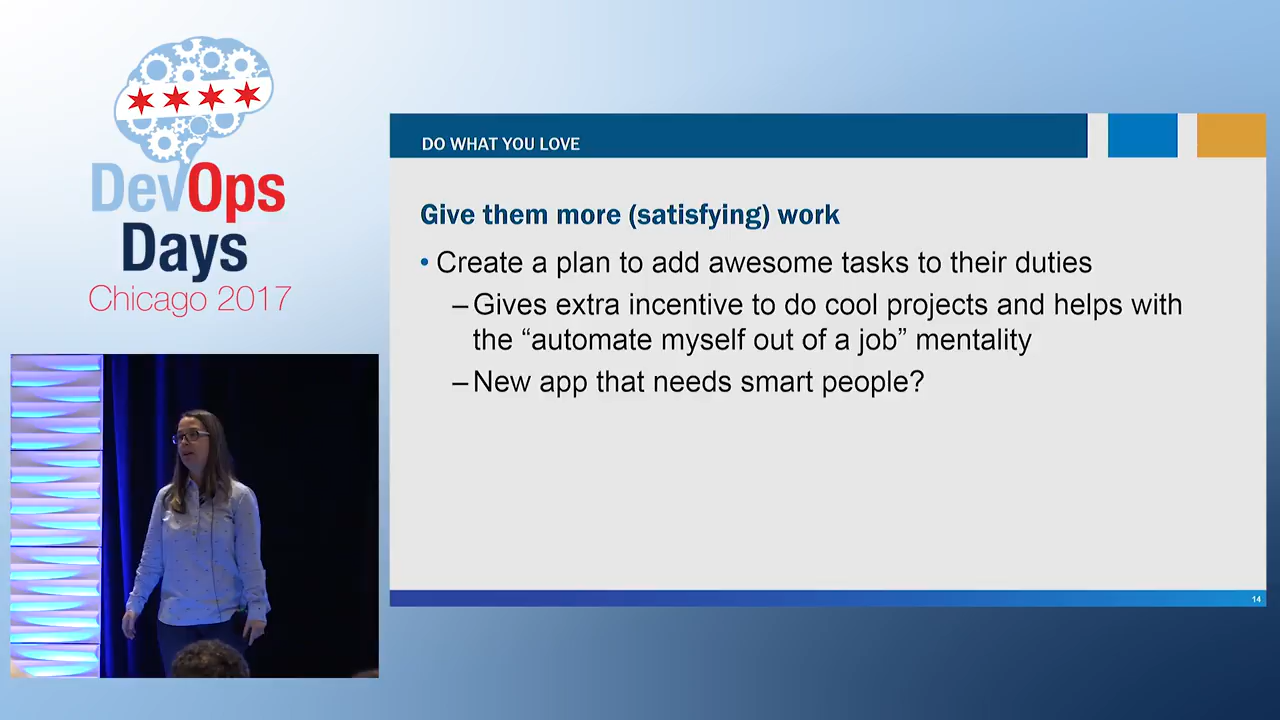 DevOps
Days
Chicago 2017
DO WHAT YOU LOVE
Give them more (satisfying) work
• Create a plan to add awesome tasks to their duties
– Gives extra incentive to do cool projects and helps with
the “automate myself out of a job” mentality
– New app that needs smart people?
14